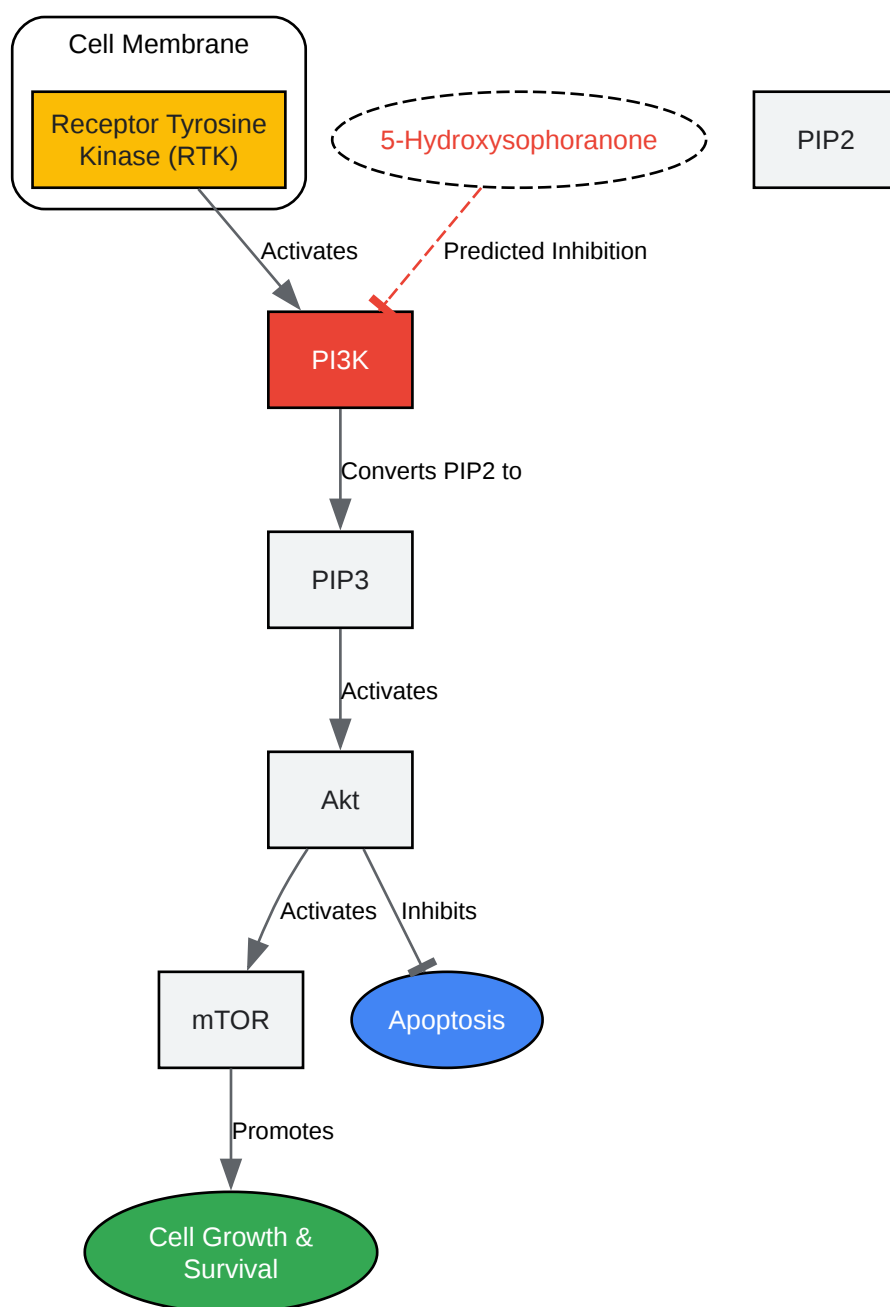 Cell Membrane
Receptor Tyrosine
Kinase (RTK)
5-Hydroxysophoranone
PIP2
Activates
Predicted Inhibition
PI3K
Converts PIP2 to
PIP3
Activates
Akt
Activates
Inhibits
mTOR
Apoptosis
Promotes
Cell Growth &
Survival